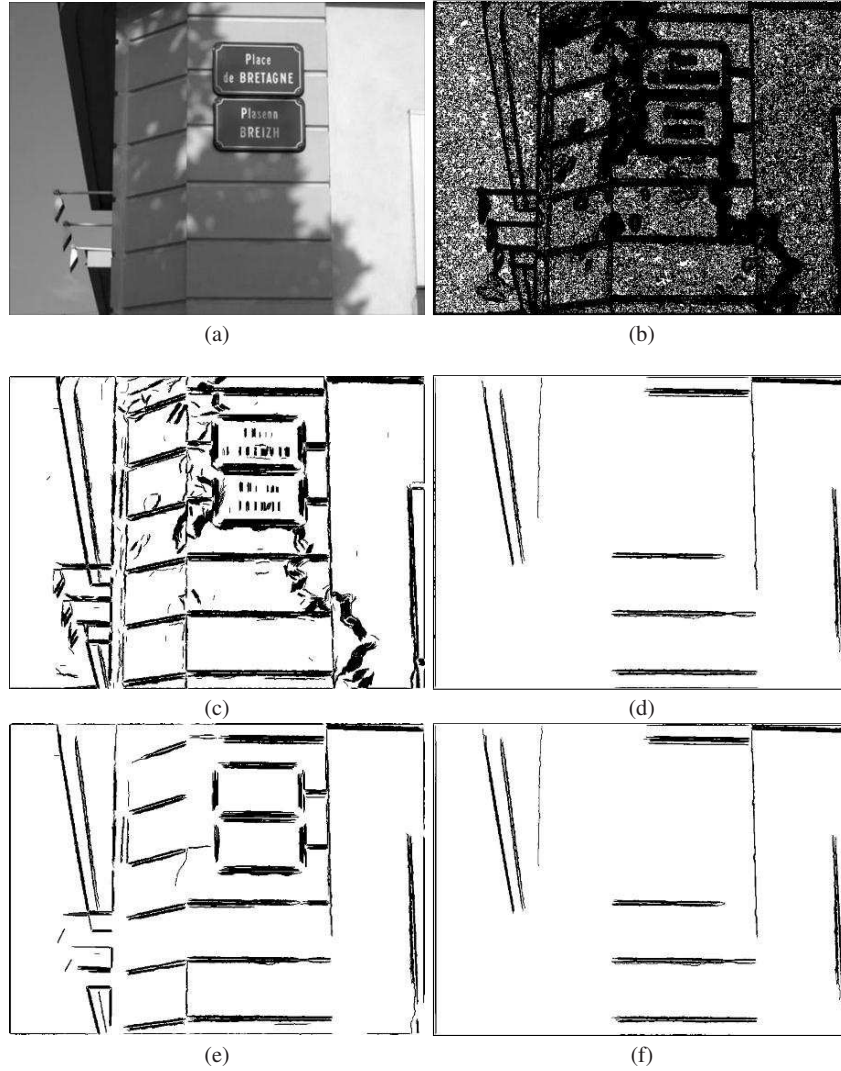 Place
de BRETAGNE
Plasenn
BREIZH
(a)
(b)
(c)
(d)
(e)
(f)